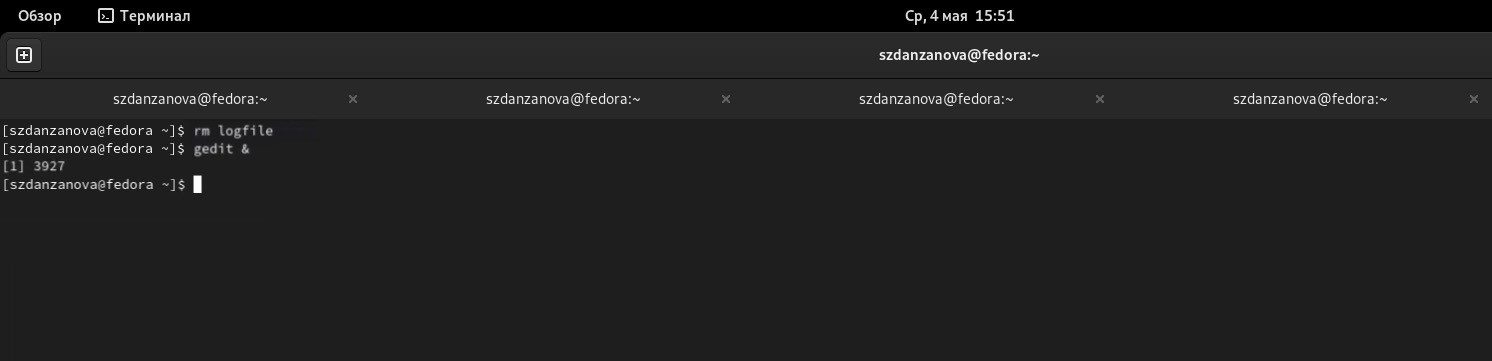 Обзор Терминал Ср, 4 мая 15:51
szdanzanova@fedora:~
szdanzanova@fedora:~ szdanzanova@fedora:~ szdanzanova@fedora:~ szdanzanova@fedora:~
[szdanzanova@fedora ~]$ rm logfile
[szdanzanova@fedora ~]$ gedit &
[1] 3927
[szdanzanova@fedora ~]$